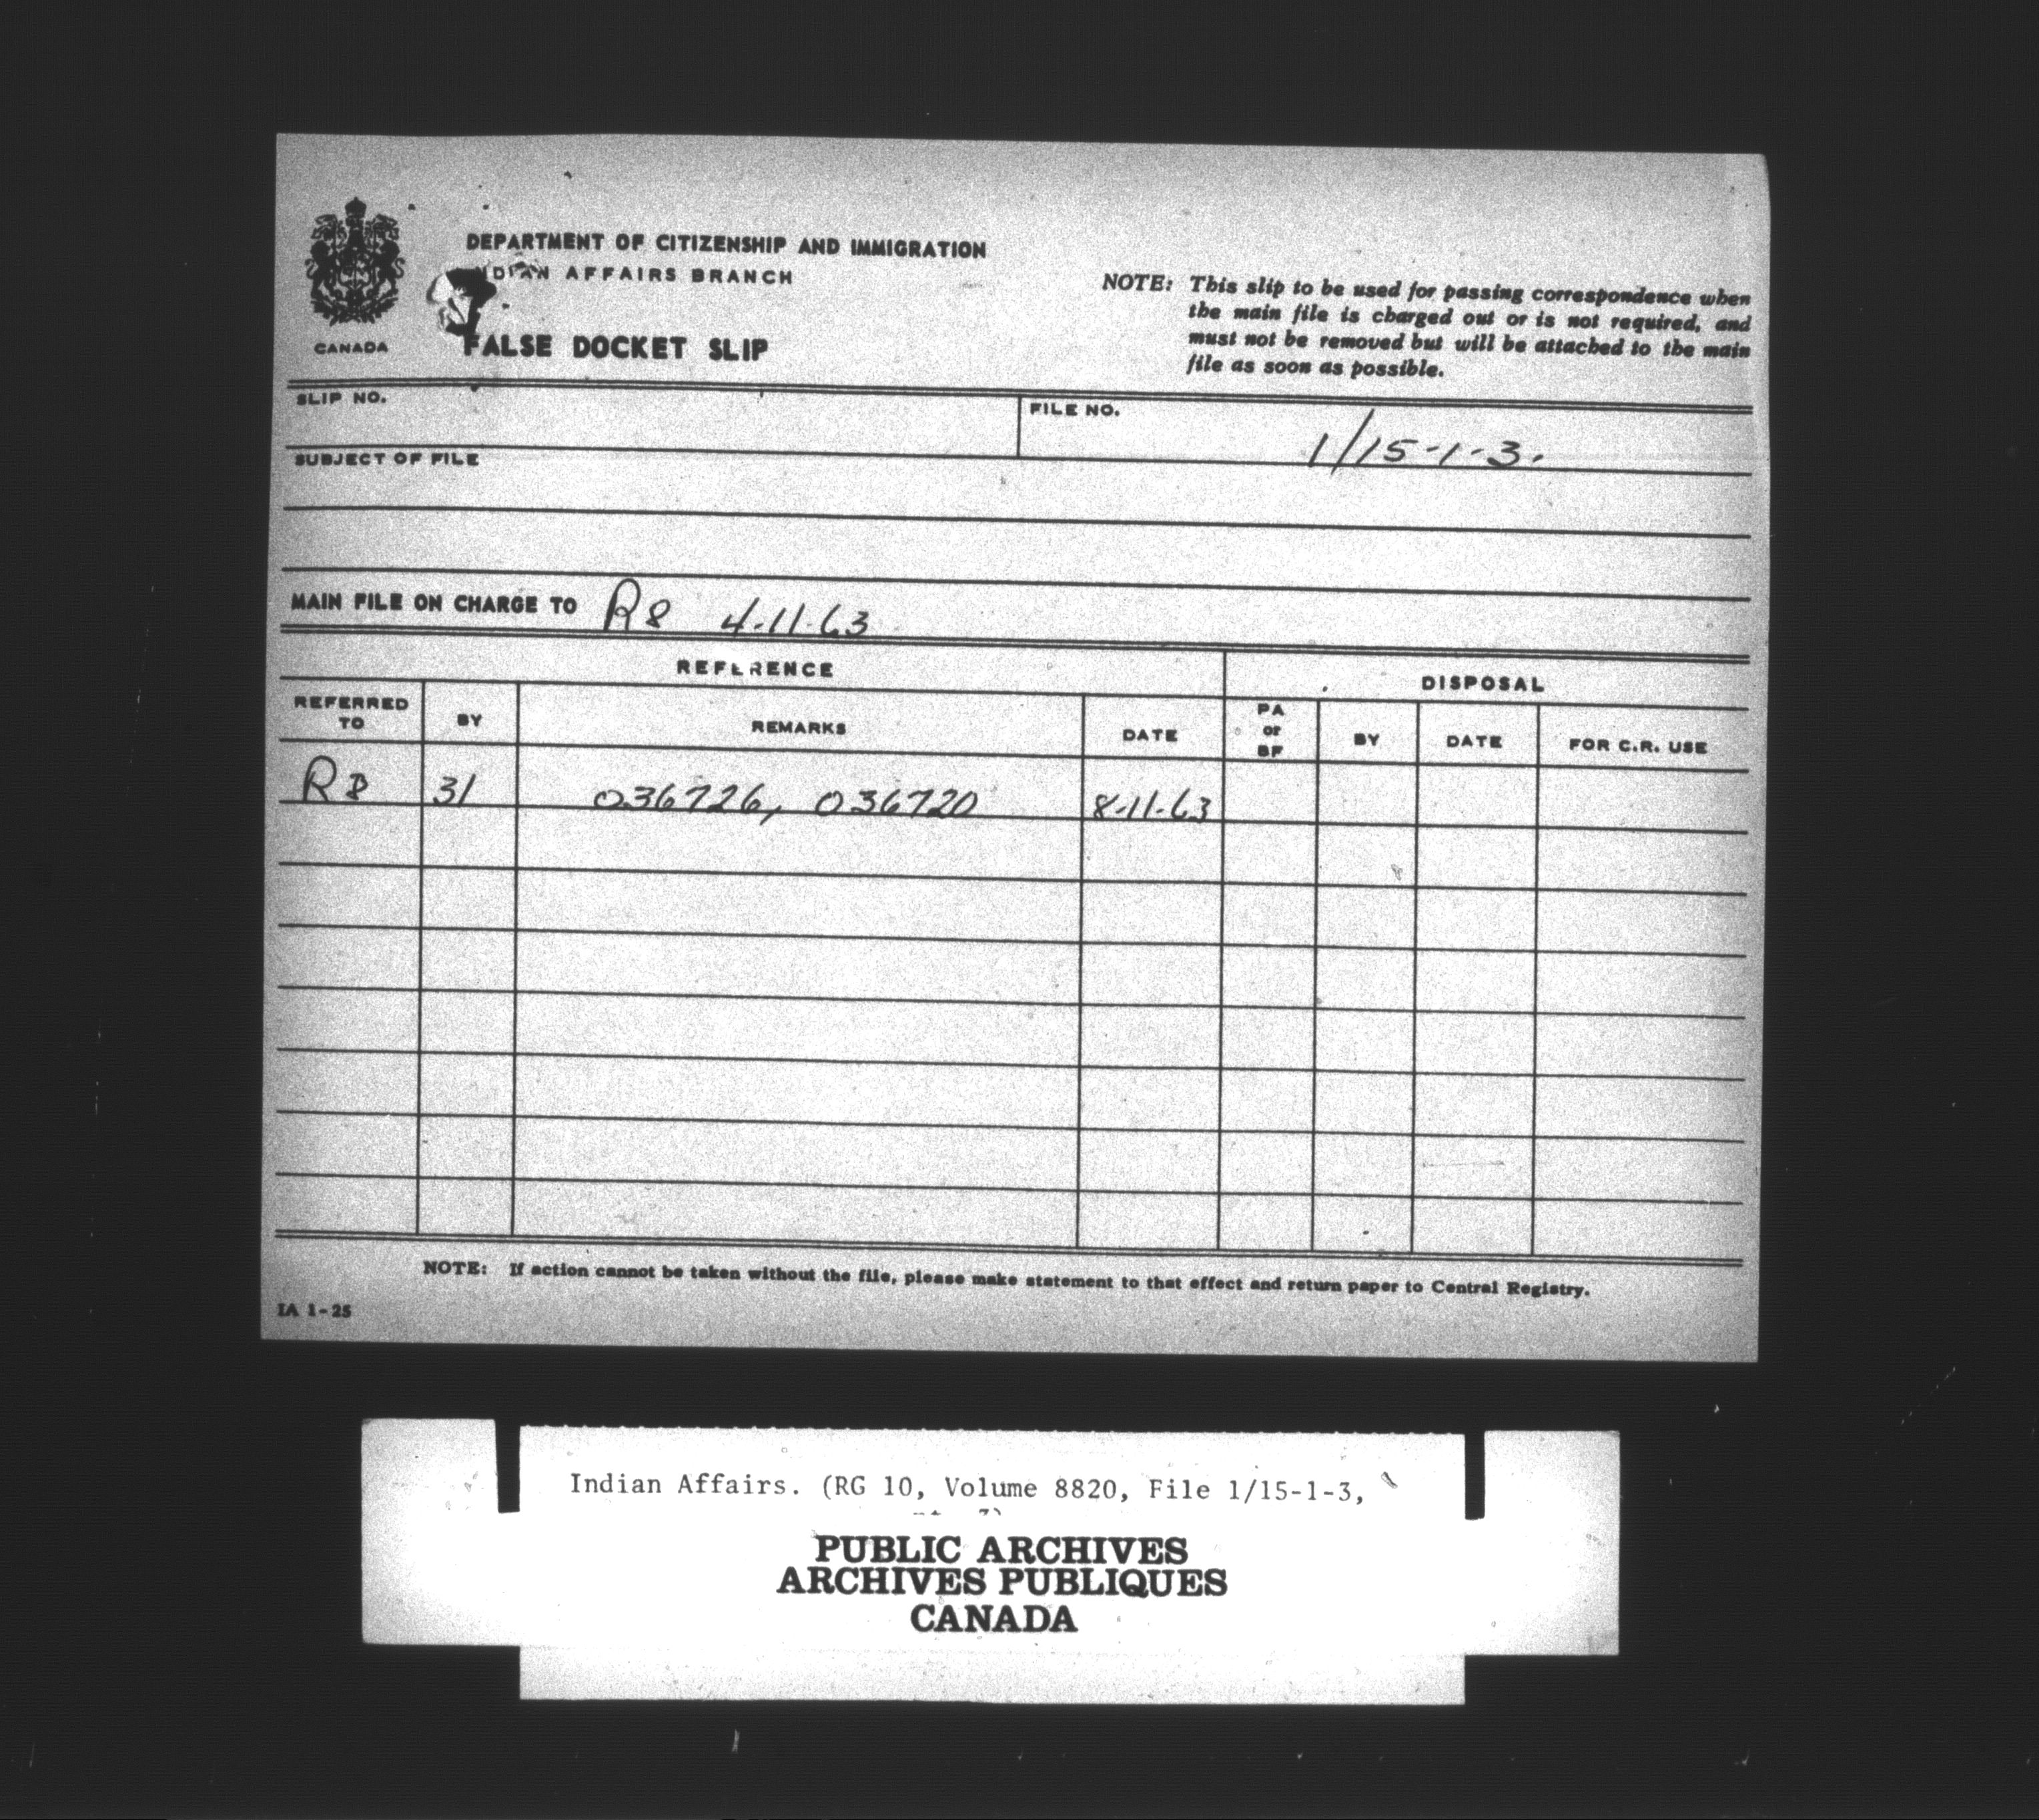 DEPARTMENT OF CITIZENSHIP AND IMMIGRATION
INDIAN AFFAIRS BRANCH
CANADA
FALSE DOCKET SLIP
NOTE: This slip to be used for passing correspondence when
the main file is charged out or is not required, and
must not be removed but will be attached to the main
file as soon as possible.
SLIP NO.
FILE NO. 1/15-1-3.
SUBJECT OF FILE
MAIN FILE ON CHARGE TO R8 4-11-63
REFERENCE DISPOSAL
REFERRED TO BY REMARKS DATE PA or BF BY DATE FOR C.R. USE
R8 31 036726, 036720 8-11-63
NOTE: If action cannot be taken without the file, please make statement to that effect and return paper to Central Registry.
IA 1-25
Indian Affairs. (RG 10, Volume 8820, File 1/15-1-3,
PUBLIC ARCHIVES
ARCHIVES PUBLIQUES
CANADA